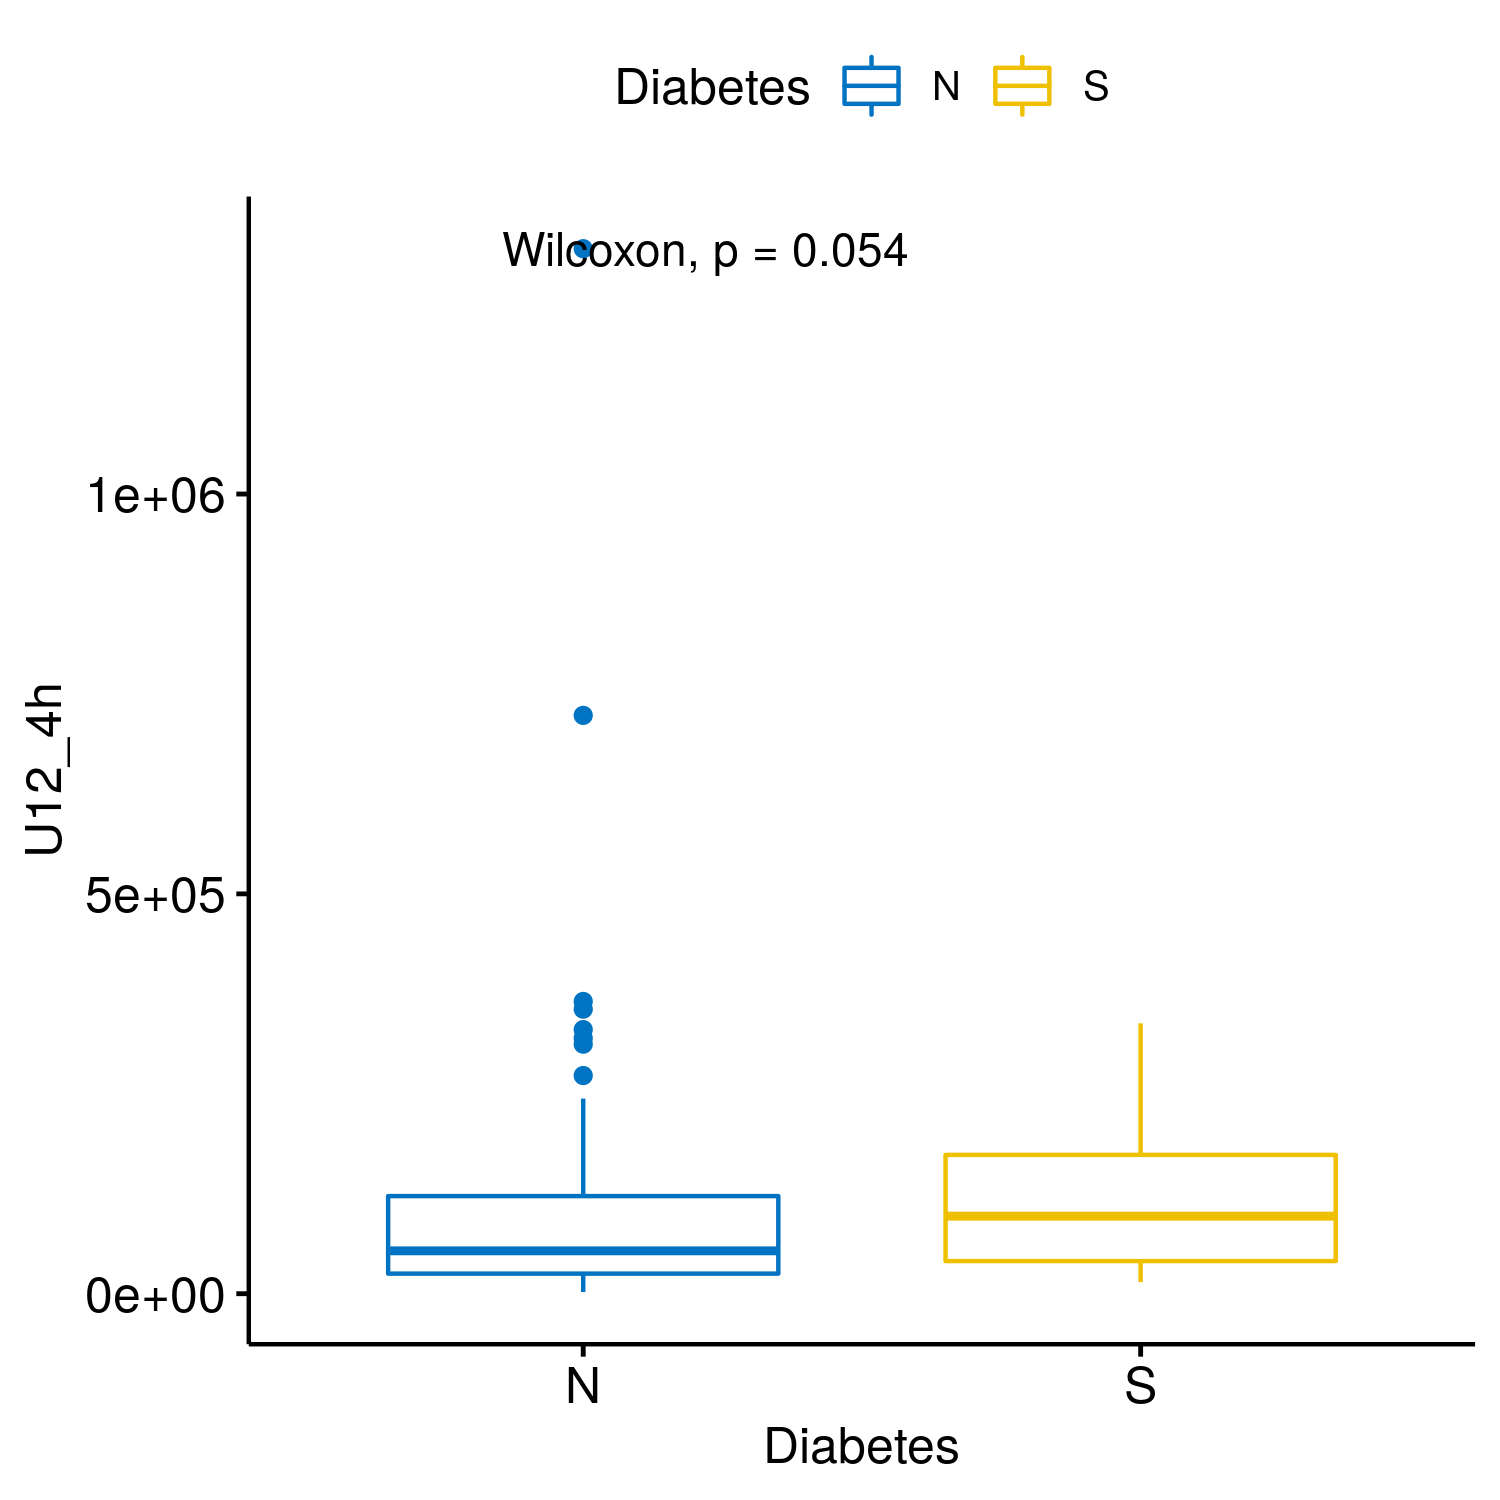 Diabetes N S
Wilcoxon, p = 0.054
1e+06
5e+05
0e+00
U12_4h
N S
Diabetes